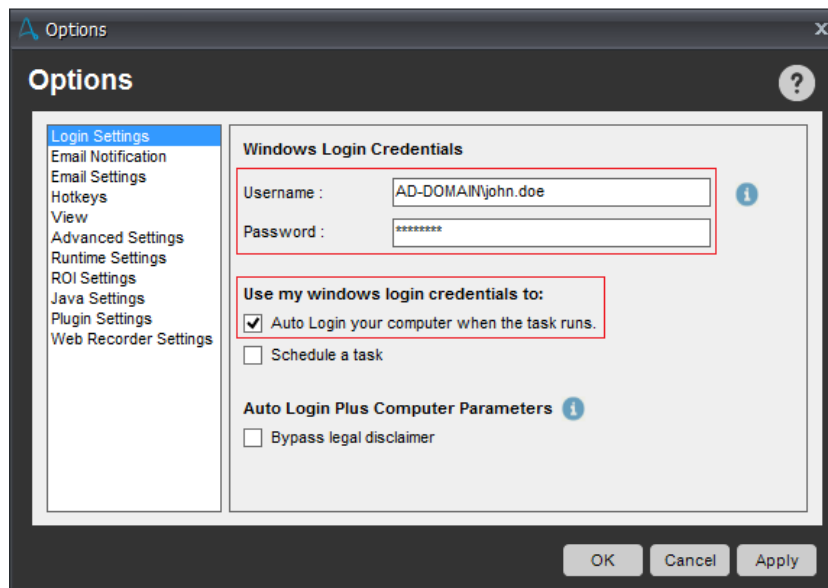 Options
x
Options
?
Login Settings
Email Notification
Email Settings
Hotkeys
View
Advanced Settings
Runtime Settings
ROI Settings
Java Settings
Plugin Settings
Web Recorder Settings
Windows Login Credentials
Username : AD-DOMAIN\john.doe
Password : ********
Use my windows login credentials to:
Auto Login your computer when the task runs.
Schedule a task
Auto Login Plus Computer Parameters
Bypass legal disclaimer
OK Cancel Apply